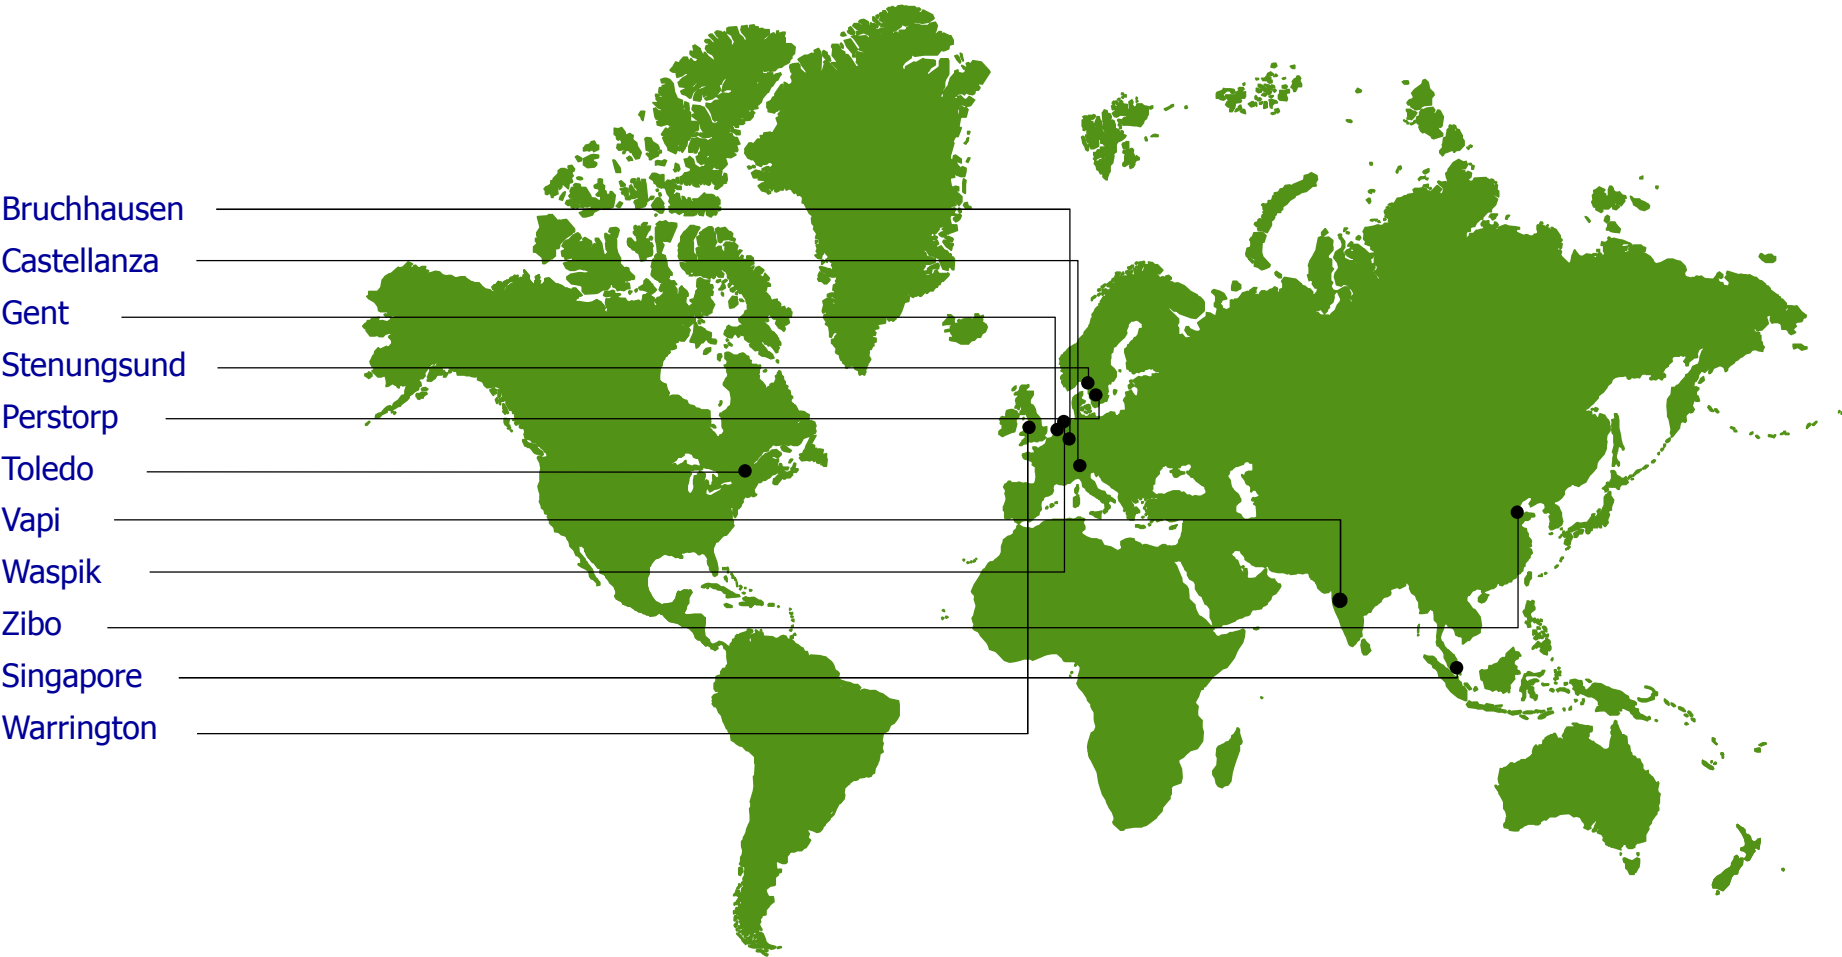 Bruchhausen
Castellanza
Gent
Stenungsund
Perstorp
Toledo
Vapi
Waspik
Zibo
Singapore
Warrington